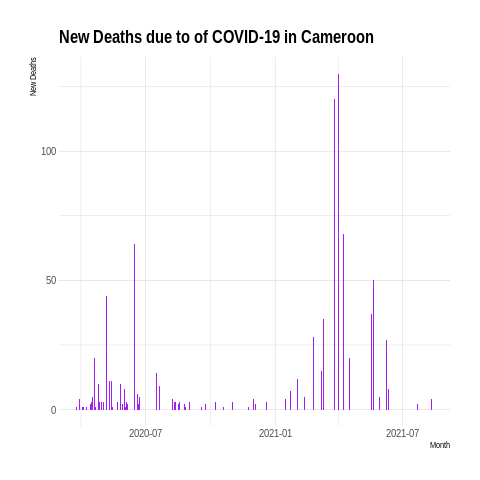 New Deaths due to of COVID-19 in Cameroon
New Deaths
100
50
0
2020-07
2021-01
2021-07
Month